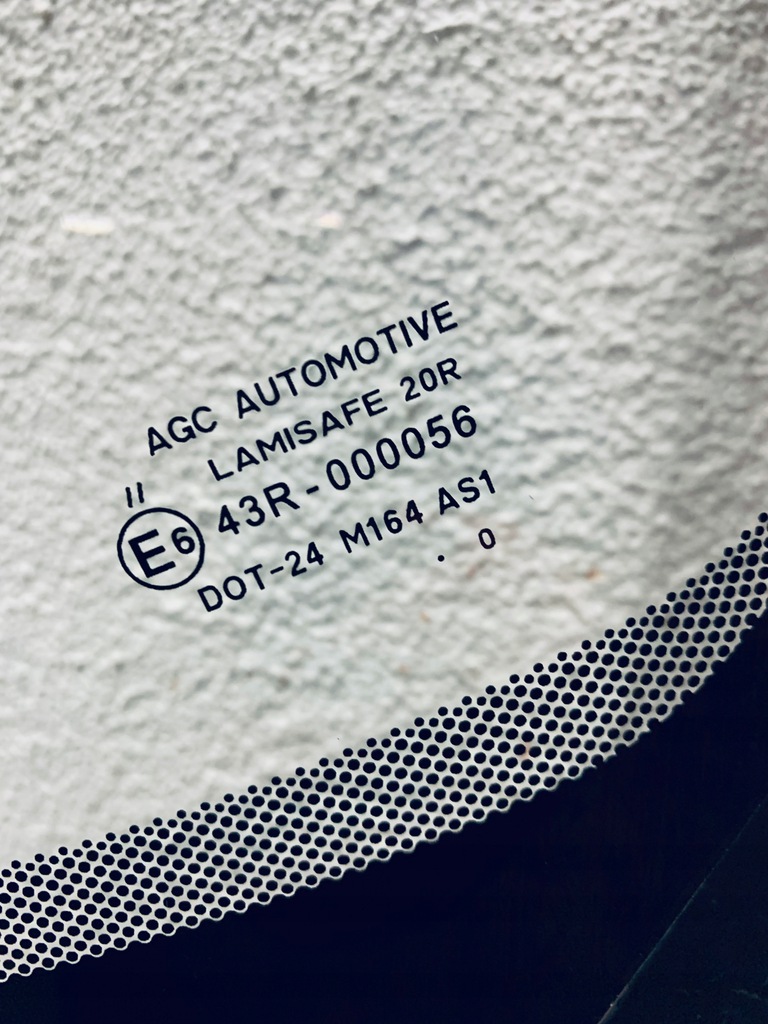 AGC AUTOMOTIVE
LAMISAFE 20R
II
E6 43R-000056
DOT-24 M164 AS1
. 0